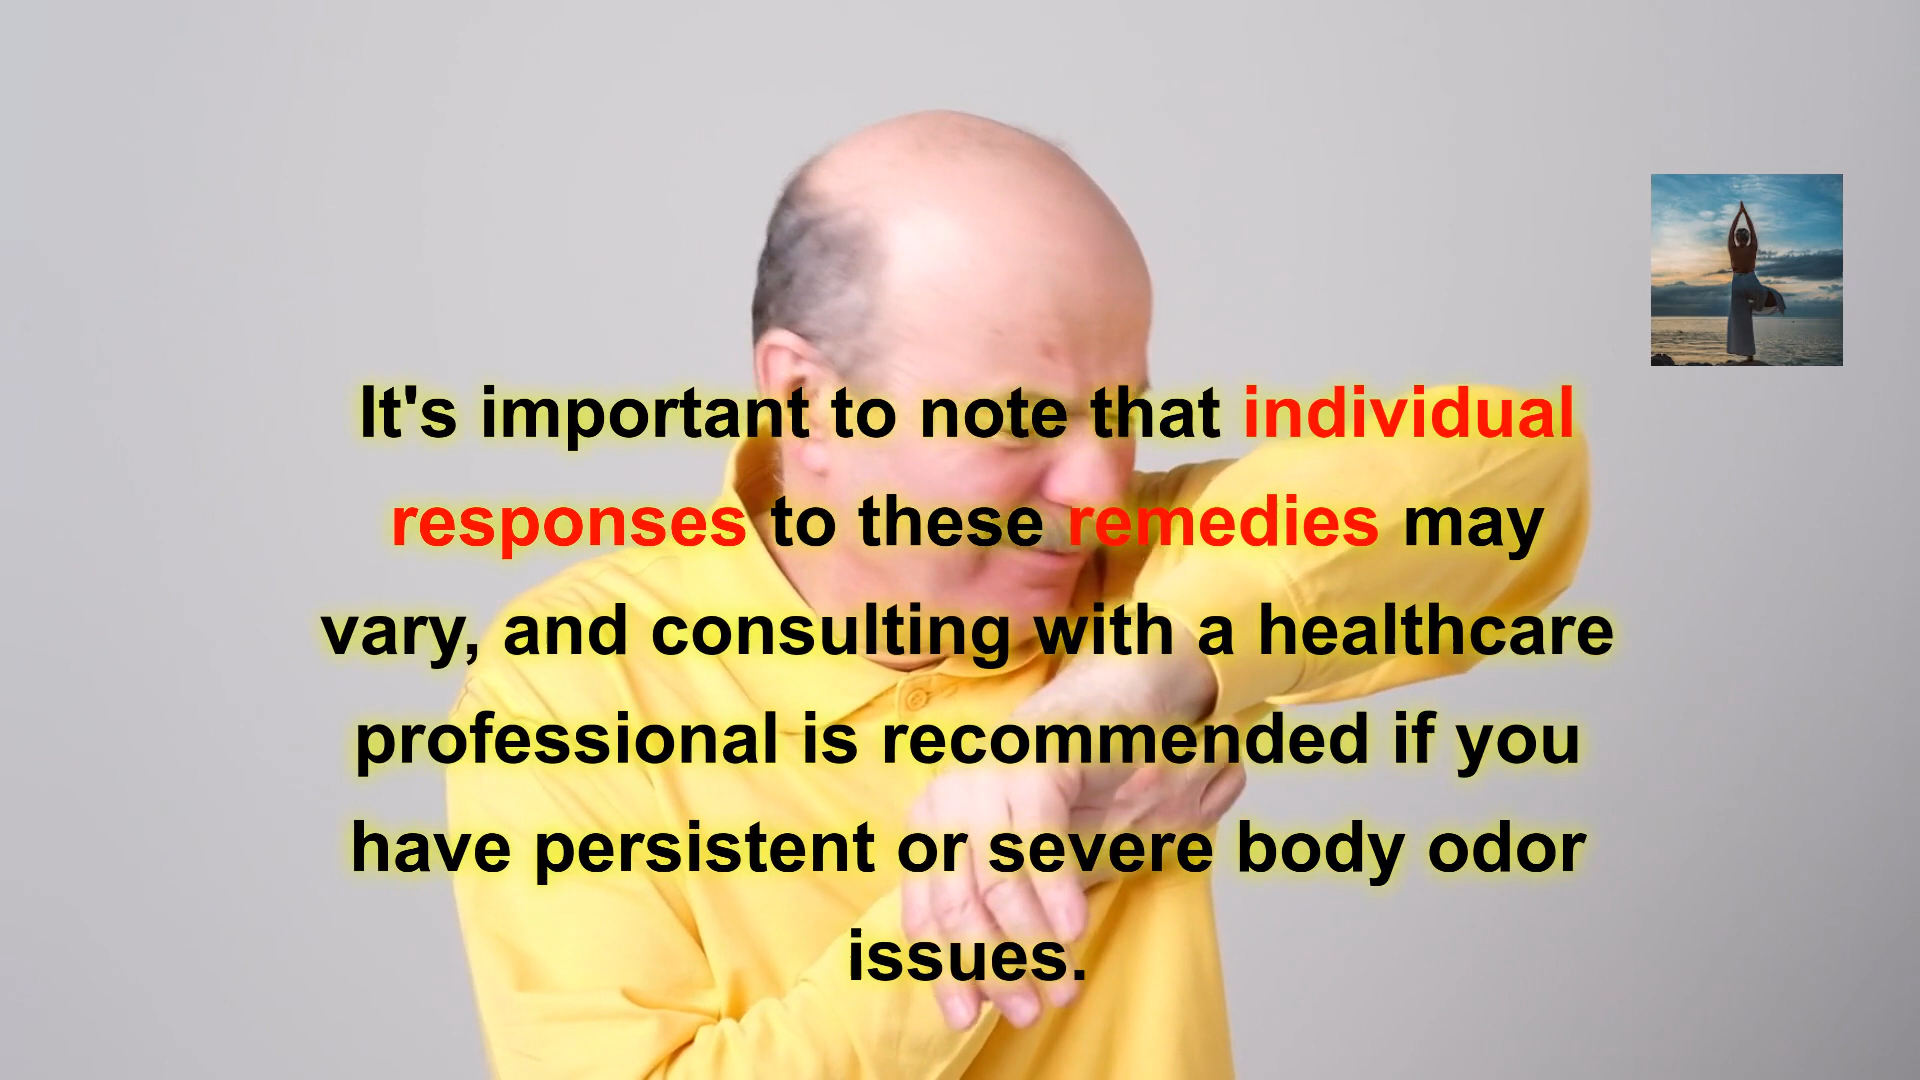 It's important to note that individual
responses to these remedies may
vary, and consulting with a healthcare
professional is recommended if you
have persistent or severe body odor
issues.